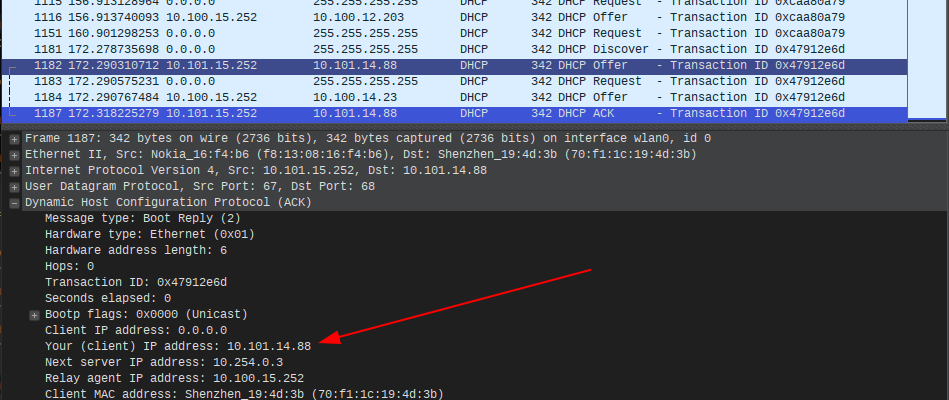 1115 156.913128964 0.0.0.0 255.255.255.255 DHCP 342 DHCP Request - Transaction ID 0xcaa80a79
1116 156.913740093 10.100.15.252 10.100.12.203 DHCP 342 DHCP Offer - Transaction ID 0xcaa80a79
1151 160.901298253 0.0.0.0 255.255.255.255 DHCP 342 DHCP Request - Transaction ID 0xcaa80a79
1181 172.278735698 0.0.0.0 255.255.255.255 DHCP 342 DHCP Discover - Transaction ID 0x47912e6d
1182 172.290310712 10.101.15.252 10.101.14.88 DHCP 342 DHCP Offer - Transaction ID 0x47912e6d
1183 172.290575231 0.0.0.0 255.255.255.255 DHCP 342 DHCP Request - Transaction ID 0x47912e6d
1184 172.290767484 10.100.15.252 10.100.14.23 DHCP 342 DHCP Offer - Transaction ID 0x47912e6d
1187 172.318225279 10.101.15.252 10.101.14.88 DHCP 342 DHCP ACK - Transaction ID 0x47912e6d
Frame 1187: 342 bytes on wire (2736 bits), 342 bytes captured (2736 bits) on interface wlan0, id 0
Ethernet II, Src: Nokia_16:f4:b6 (f8:13:08:16:f4:b6), Dst: Shenzhen_19:4d:3b (70:f1:1c:19:4d:3b)
Internet Protocol Version 4, Src: 10.101.15.252, Dst: 10.101.14.88
User Datagram Protocol, Src Port: 67, Dst Port: 68
Dynamic Host Configuration Protocol (ACK)
Message type: Boot Reply (2)
Hardware type: Ethernet (0x01)
Hardware address length: 6
Hops: 0
Transaction ID: 0x47912e6d
Seconds elapsed: 0
Bootp flags: 0x0000 (Unicast)
Client IP address: 0.0.0.0
Your (client) IP address: 10.101.14.88
Next server IP address: 10.254.0.3
Relay agent IP address: 10.100.15.252
Client MAC address: Shenzhen_19:4d:3b (70:f1:1c:19:4d:3b)